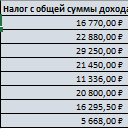 Налог с общей суммы дохода
16 770,00 ₽
22 880,00 ₽
29 250,00 ₽
21 450,00 ₽
11 336,00 ₽
20 800,00 ₽
16 295,50 ₽
5 668,00 ₽